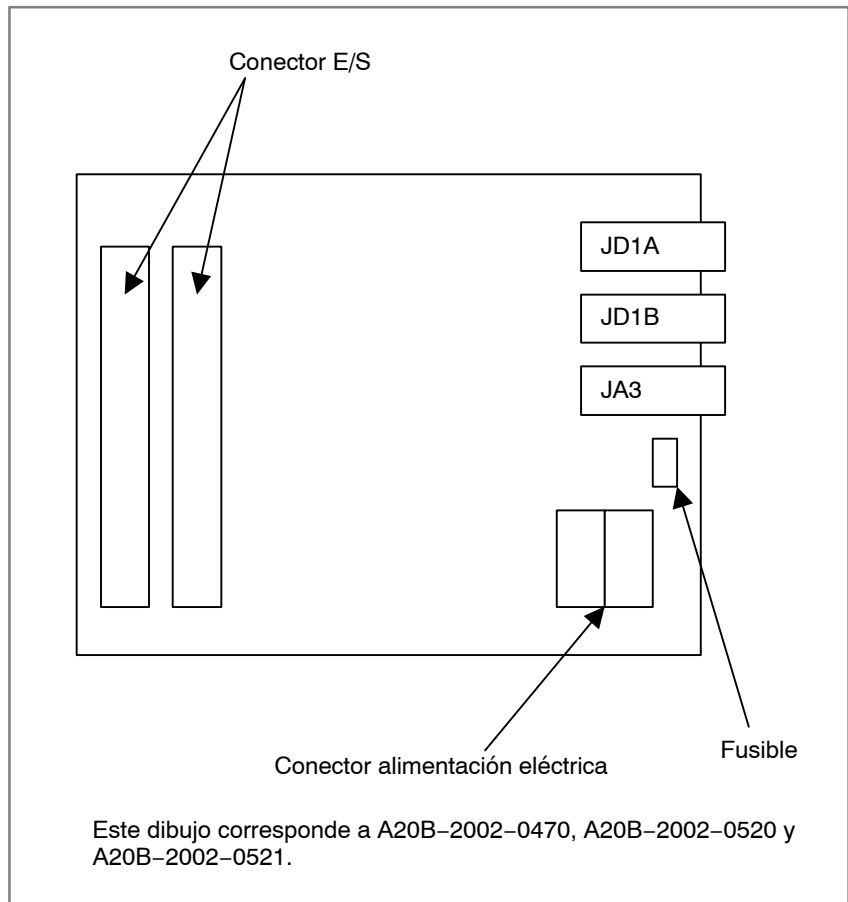 Conector E/S
JD1A
JD1B
JA3
Fusible
Conector alimentación eléctrica
Este dibujo corresponde a A20B−2002−0470, A20B−2002−0520 y
A20B−2002−0521.